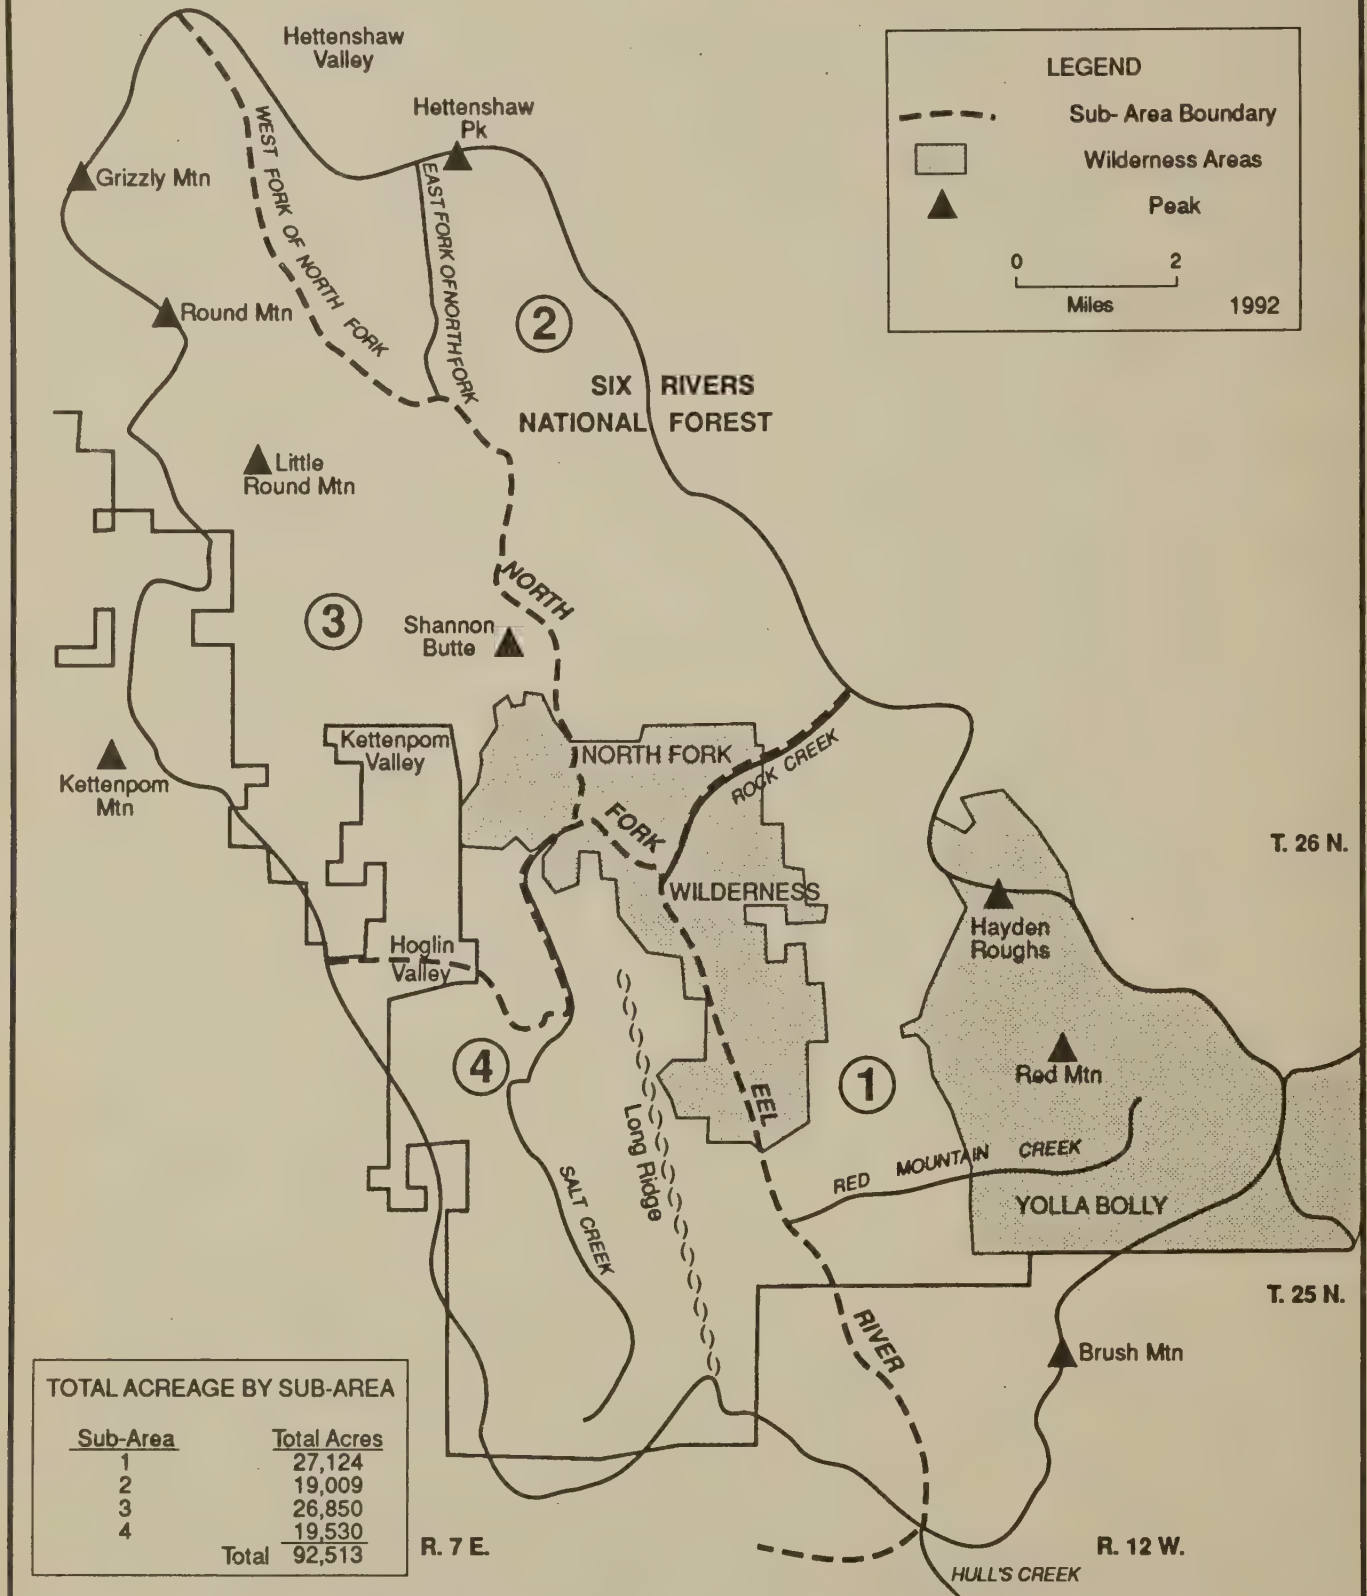 Hettenshaw
Valley
LEGEND
Sub- Area Boundary
Wilderness Areas
Peak
0 2
Miles
1992
Hettenshaw
Pk
WEST FORK OF NORTH FORK
EAST FORK OF NORTH FORK
Grizzly Mtn
Round Mtn
2
SIX RIVERS
NATIONAL FOREST
Little
Round Mtn
3
Shannon
Butte
NORTH
FORK
EEL
RIVER
Kettenpom
Valley
NORTH FORK
WILDERNESS
ROCK CREEK
Kettenpom
Mtn
T. 26 N.
Hayden
Roughs
Hoglin
Valley
4
1
Red Mtn
Long Ridge
SALT CREEK
RED MOUNTAIN CREEK
YOLLA BOLLY
T. 25 N.
Brush Mtn
TOTAL ACREAGE BY SUB-AREA
Sub-Area Total Acres
1 27,124
2 19,009
3 26,850
4 19,530
Total 92,513
R. 7 E.
R. 12 W.
HULL'S CREEK